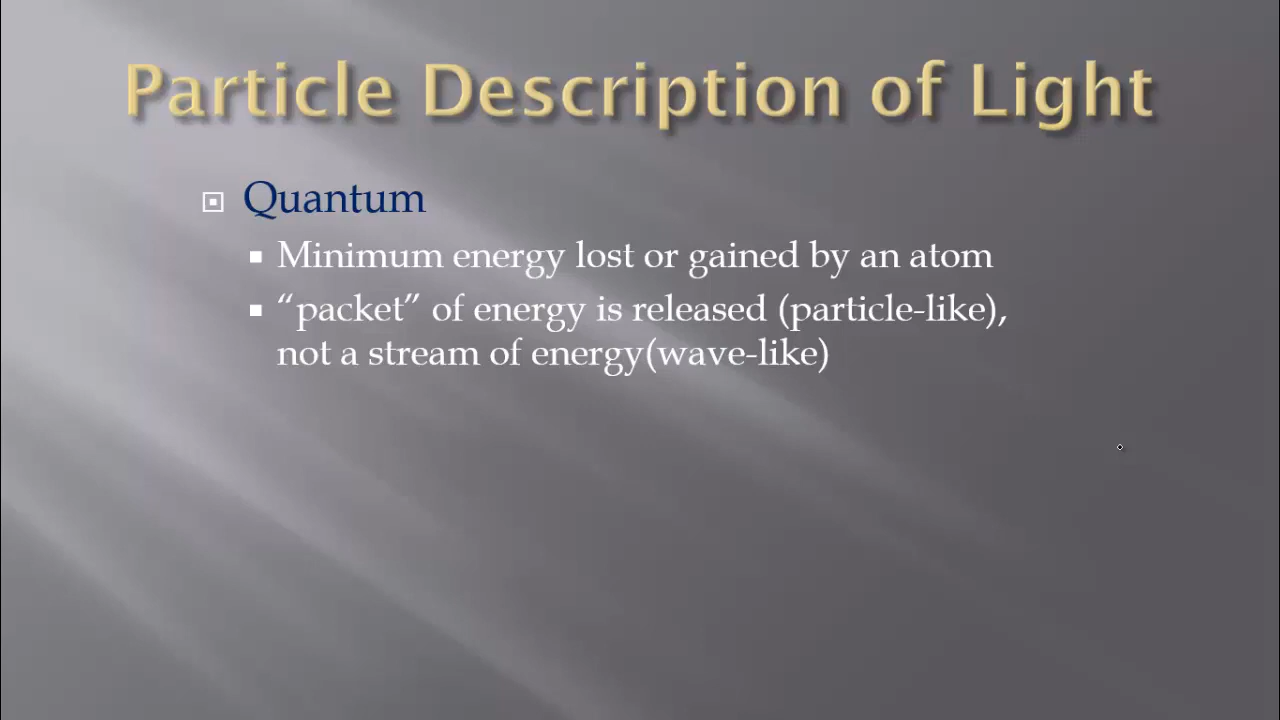 Particle Description of Light
Quantum
Minimum energy lost or gained by an atom
“packet” of energy is released (particle-like),
not a stream of energy(wave-like)